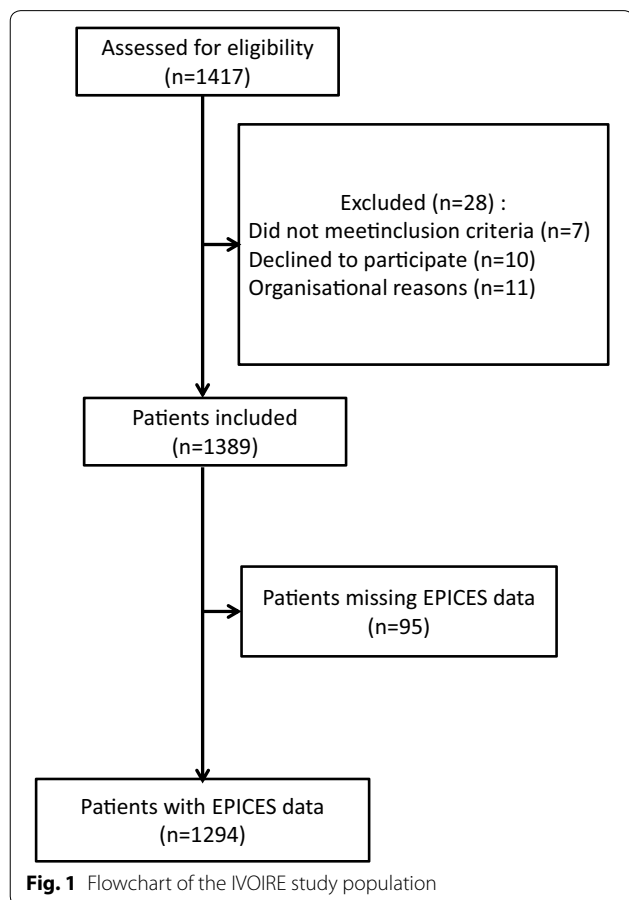 Assessed for eligibility
(n=1417)
Excluded (n=28) :
Did not meetinclusion criteria (n=7)
Declined to participate (n=10)
Organisational reasons (n=11)
Patients included
(n=1389)
Patients missing EPICES data
(n=95)
Patients with EPICES data
(n=1294)
Fig. 1 Flowchart of the IVOIRE study population